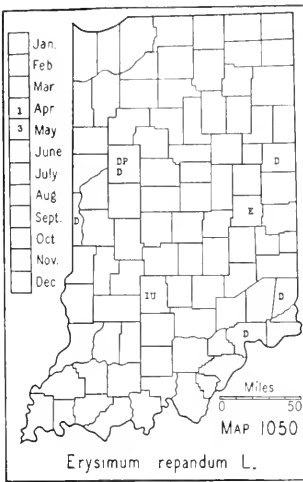 Jan.
Feb
Mar
1 Apr
3 May
June
July
Aug
Sept.
Oct
Nov.
Dec
DP
D
D
E
D
IU
D
D
Miles
0 50
MAP 1050
Erysimum repandum L.